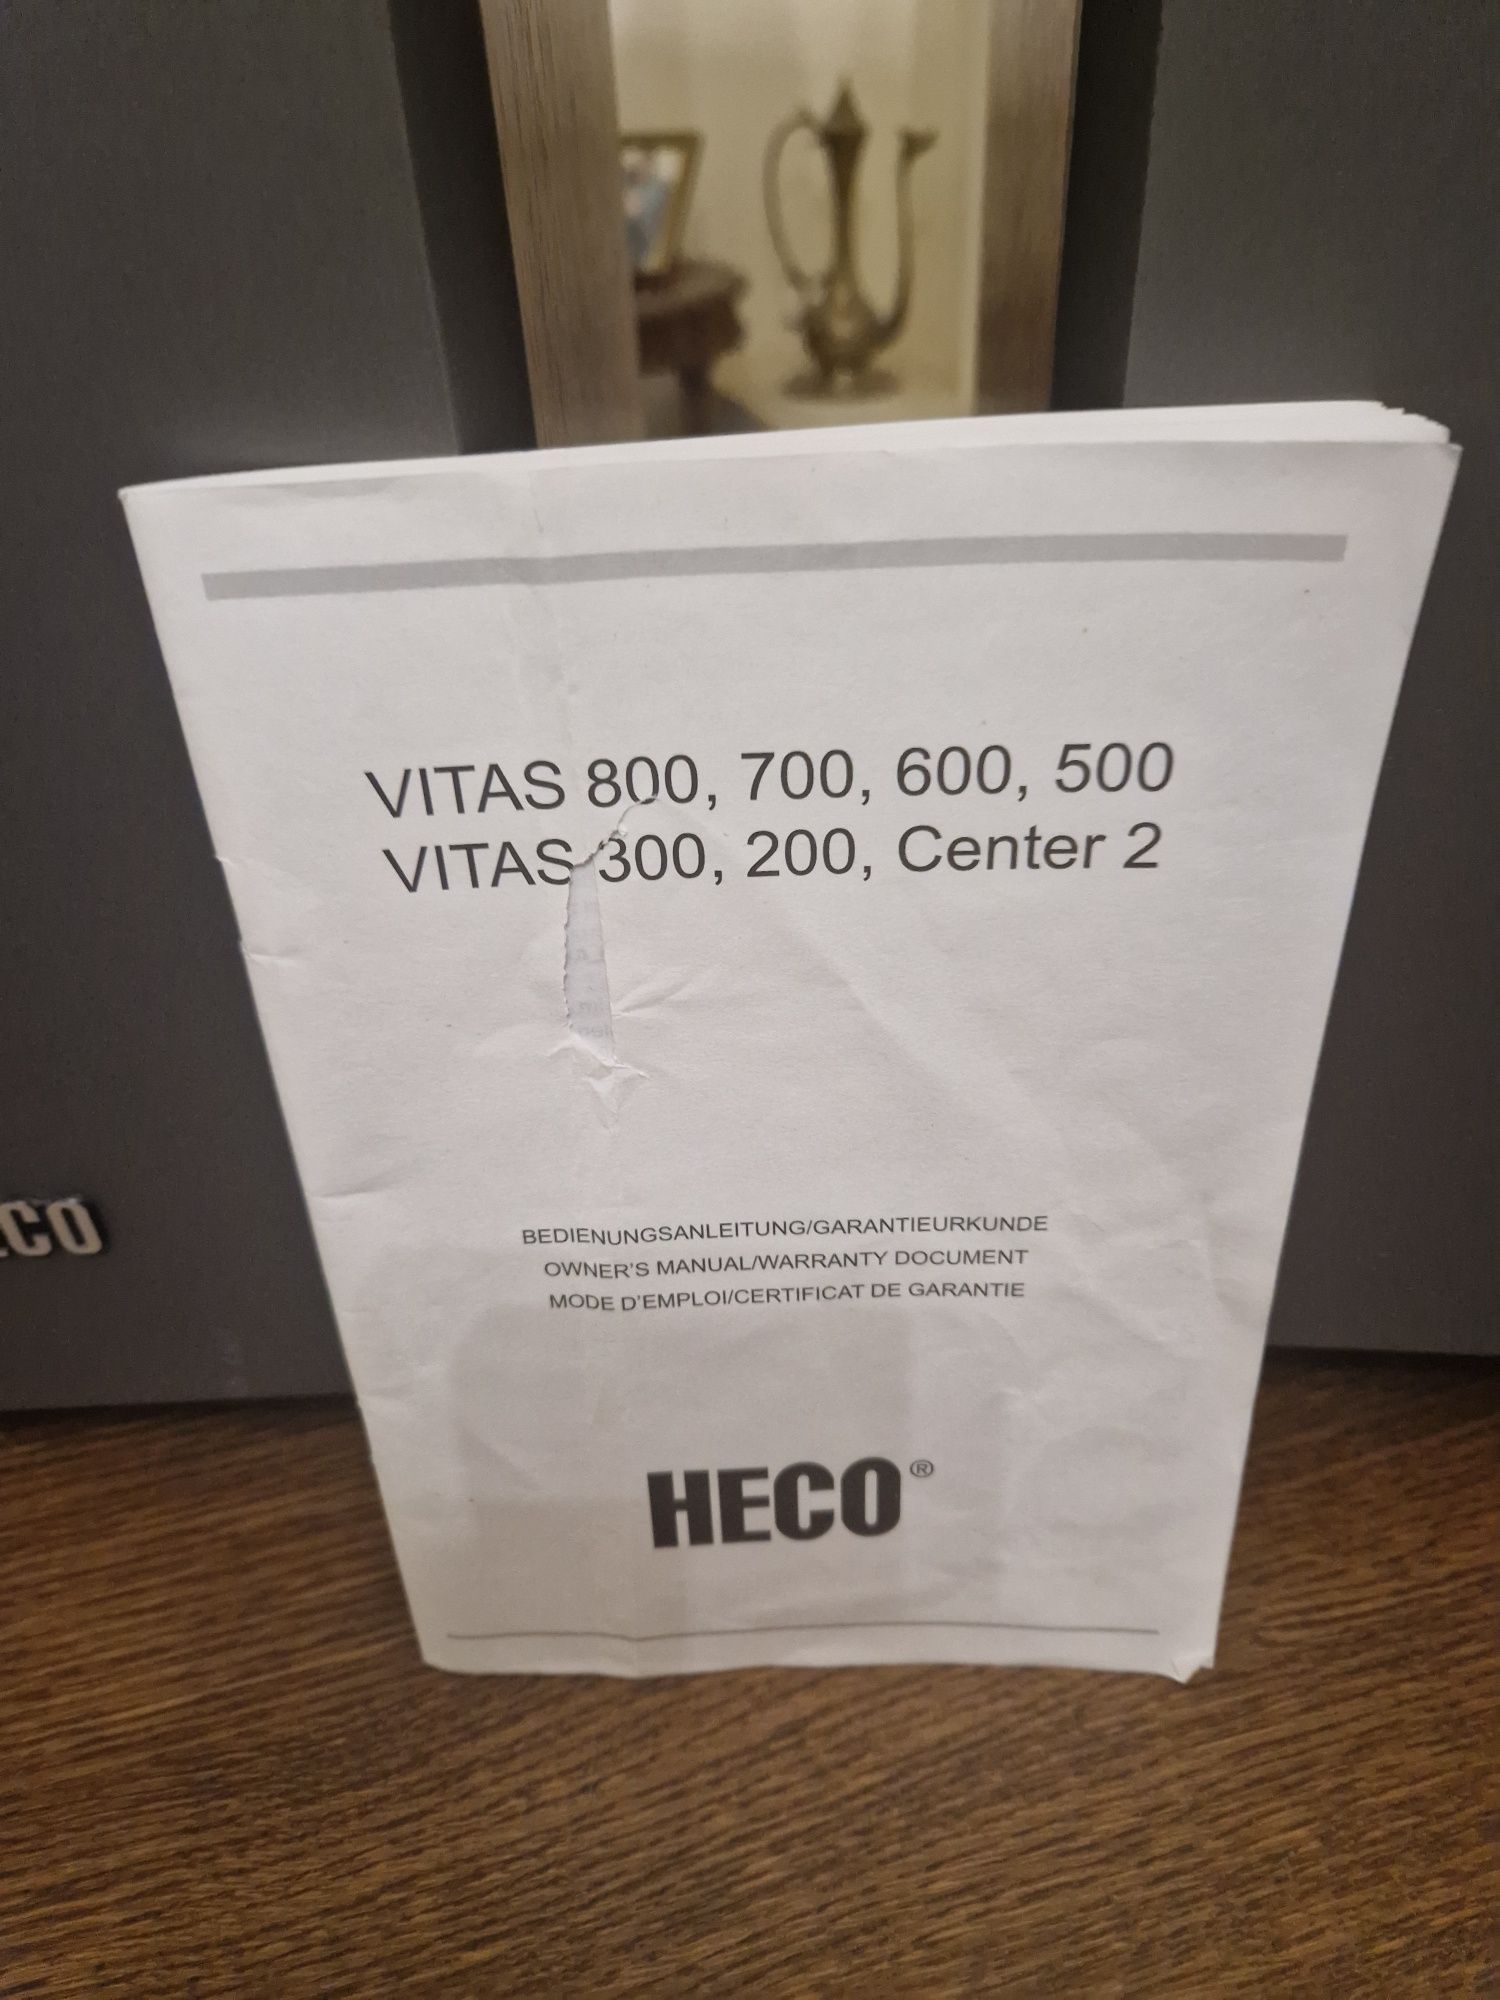 VITAS 800, 700, 600, 500
VITAS 300, 200, Center 2
BEDIENUNGSANLEITUNG/GARANTIEURKUNDE
OWNER'S MANUAL/WARRANTY DOCUMENT
MODE D'EMPLOI/CERTIFICAT DE GARANTIE
HECO®